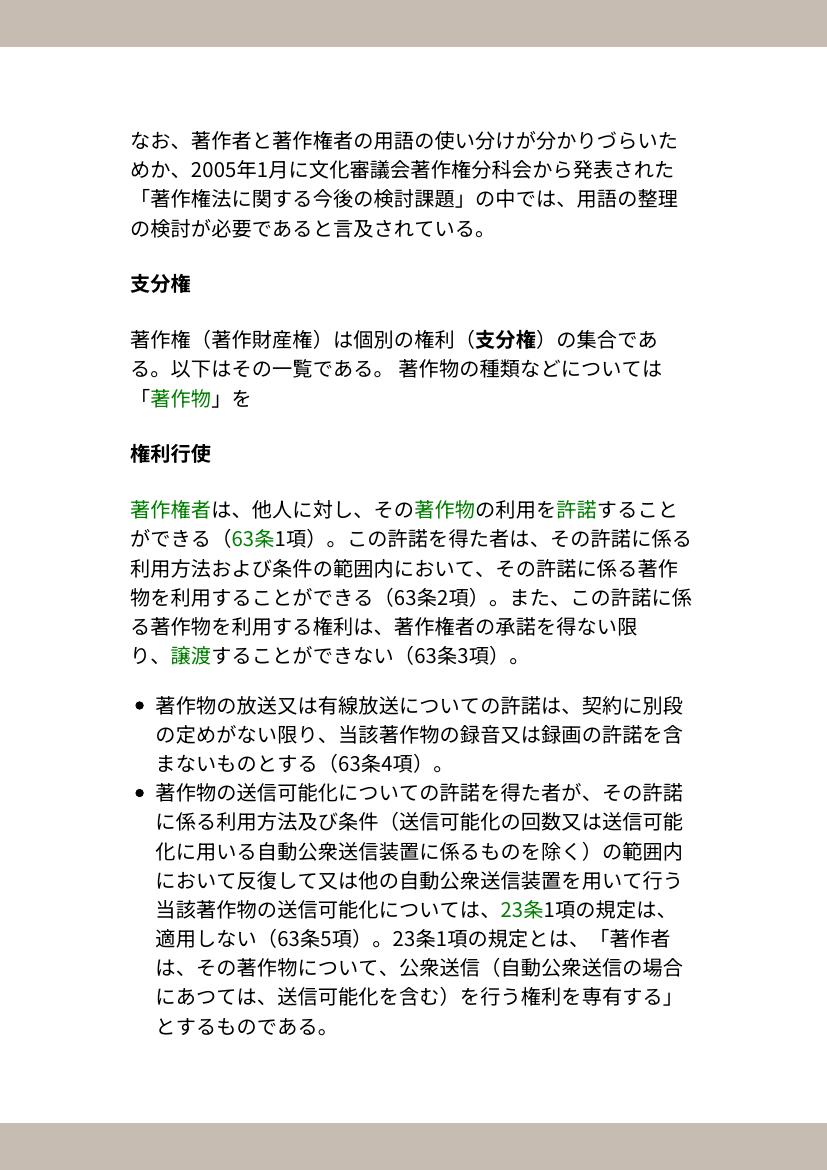 なお、著作者と著作権者の用語の使い分けが分かりづらいた
めか、2005年1月に文化審議会著作権分科会から発表された
「著作権法に関する今後の検討課題」の中では、用語の整理
の検討が必要であると言及されている。
支分権
著作権（著作財産権）は個別の権利（支分権）の集合であ
る。以下はその一覧である。 著作物の種類などについては
「著作物」を
権利行使
著作権者は、他人に対し、その著作物の利用を許諾すること
ができる（63条1項）。この許諾を得た者は、その許諾に係る
利用方法および条件の範囲内において、その許諾に係る著作
物を利用することができる（63条2項）。また、この許諾に係
る著作物を利用する権利は、著作権者の承諾を得ない限
り、譲渡することができない（63条3項）。
• 著作物の放送又は有線放送についての許諾は、契約に別段
の定めがない限り、当該著作物の録音又は録画の許諾を含
まないものとする（63条4項）。
• 著作物の送信可能化についての許諾を得た者が、その許諾
に係る利用方法及び条件（送信可能化の回数又は送信可能
化に用いる自動公衆送信装置に係るものを除く）の範囲内
において反復して又は他の自動公衆送信装置を用いて行う
当該著作物の送信可能化については、23条1項の規定は、
適用しない（63条5項）。23条1項の規定とは、「著作者
は、その著作物について、公衆送信（自動公衆送信の場合
にあつては、送信可能化を含む）を行う権利を専有する」
とするものである。